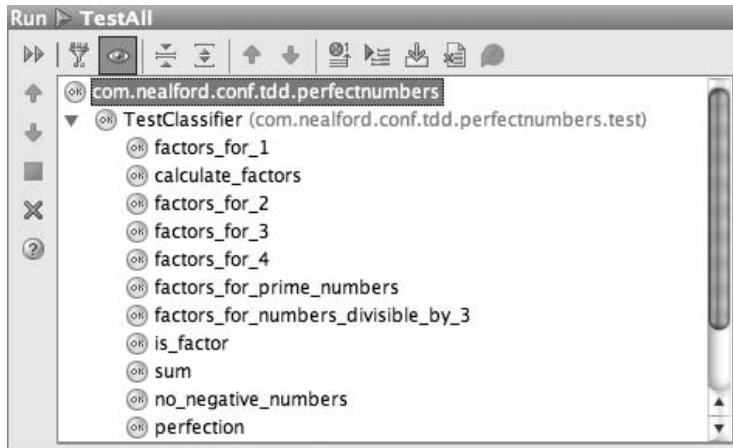 Run TestAll
com.nealford.conf.tdd.perfectnumbers
TestClassifier (com.nealford.conf.tdd.perfectnumbers.test)
factors_for_1
calculate_factors
factors_for_2
factors_for_3
factors_for_4
factors_for_prime_numbers
factors_for_numbers_divisible_by_3
is_factor
sum
no_negative_numbers
perfection